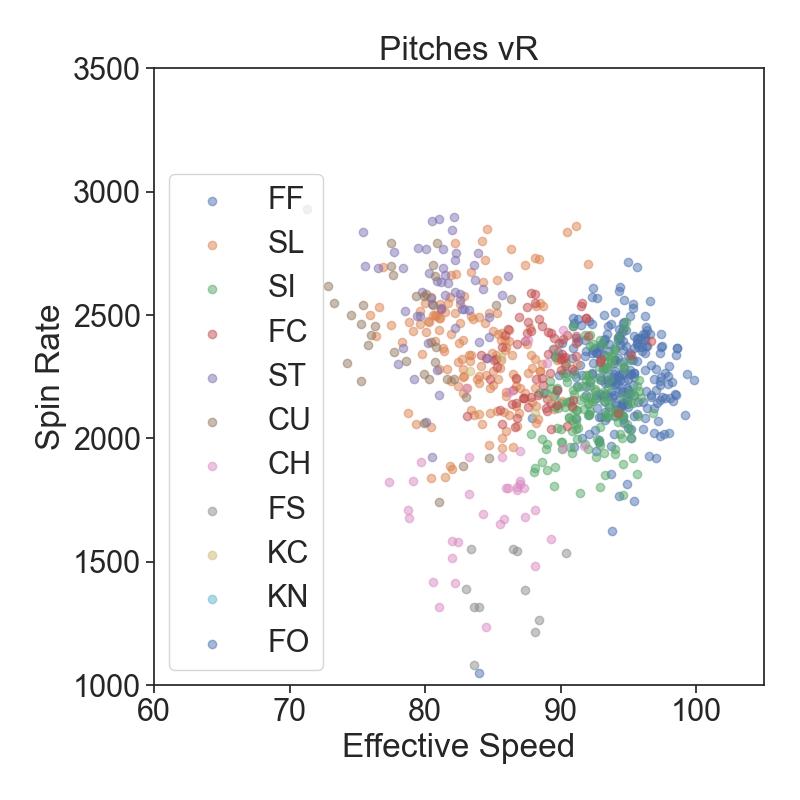 Pitches vR
3500
3000
2500
2000
1500
1000
Spin Rate
FF
SL
SI
FC
ST
CU
CH
FS
KC
KN
FO
60 70 80 90 100
Effective Speed